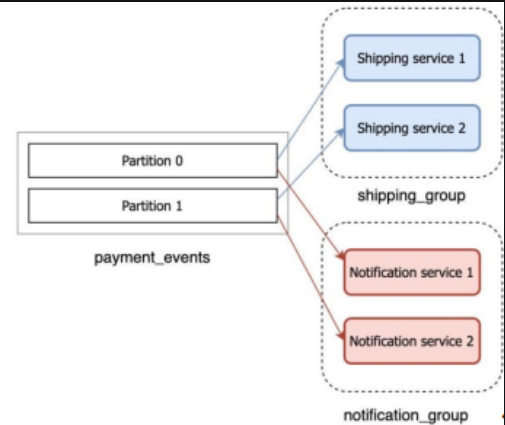 Shipping service 1
Shipping service 2
shipping_group
Partition 0
Partition 1
payment_events
Notification service 1
Notification service 2
notification_group